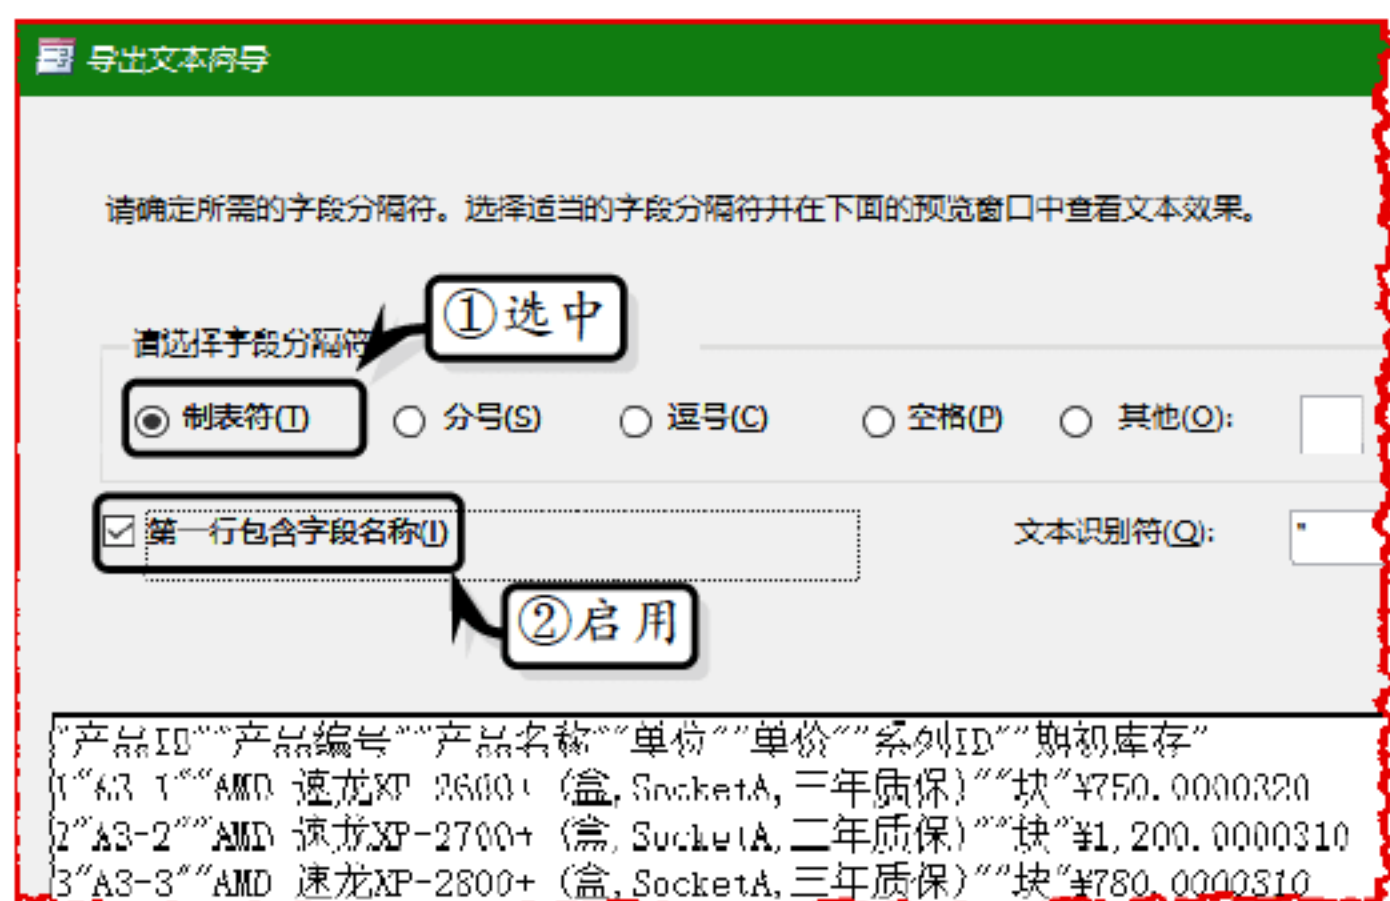 导出文本向导
请确定所需的字段分隔符。选择适当的字段分隔符并在下面的预览窗口中查看文本效果。
①选中
请选择字段分隔符
制表符(T) 分号(S) 逗号(C) 空格(P) 其他(O):
第一行包含字段名称(I) 文本识别符(Q): "
②启用
"产品ID""产品编号""产品名称""单位""单价""系列ID""期初库存"
1"A3-1""AMD 速龙XP-2600+ (盒,SocketA,三年质保)""块"¥750.0000320
2"A3-2""AMD 速龙XP-2700+ (盒,SocketA,三年质保)""块"¥1,200.0000310
3"A3-3""AMD 速龙XP-2800+ (盒,SocketA,三年质保)""块"¥780.0000310